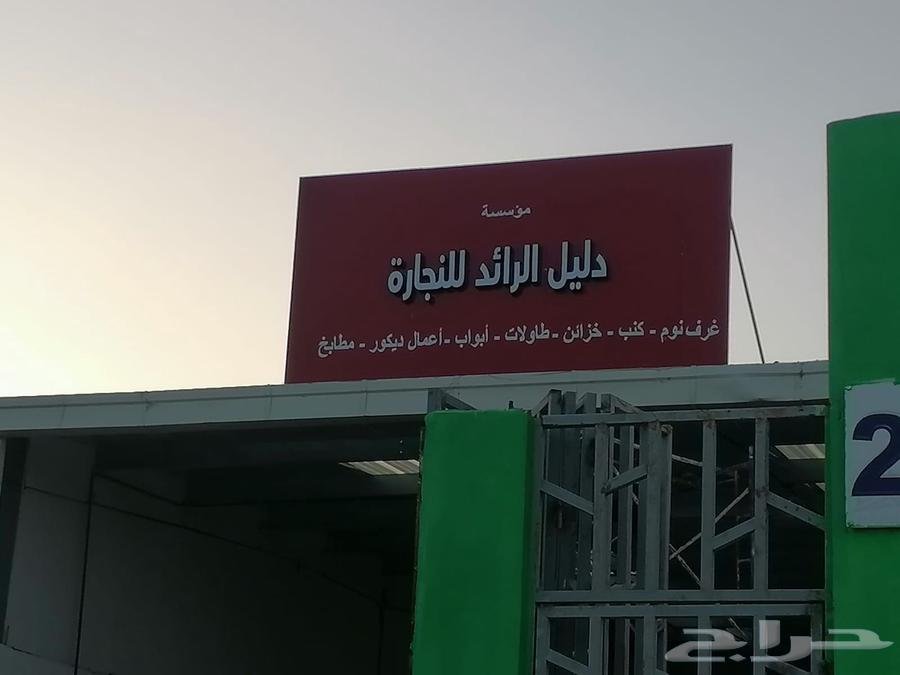 مؤسسة
دليل الرائد للنجارة
غرف نوم - كنب - خزائن - طاولات - أبواب - أعمال ديكور - مطابخ
2
حراج